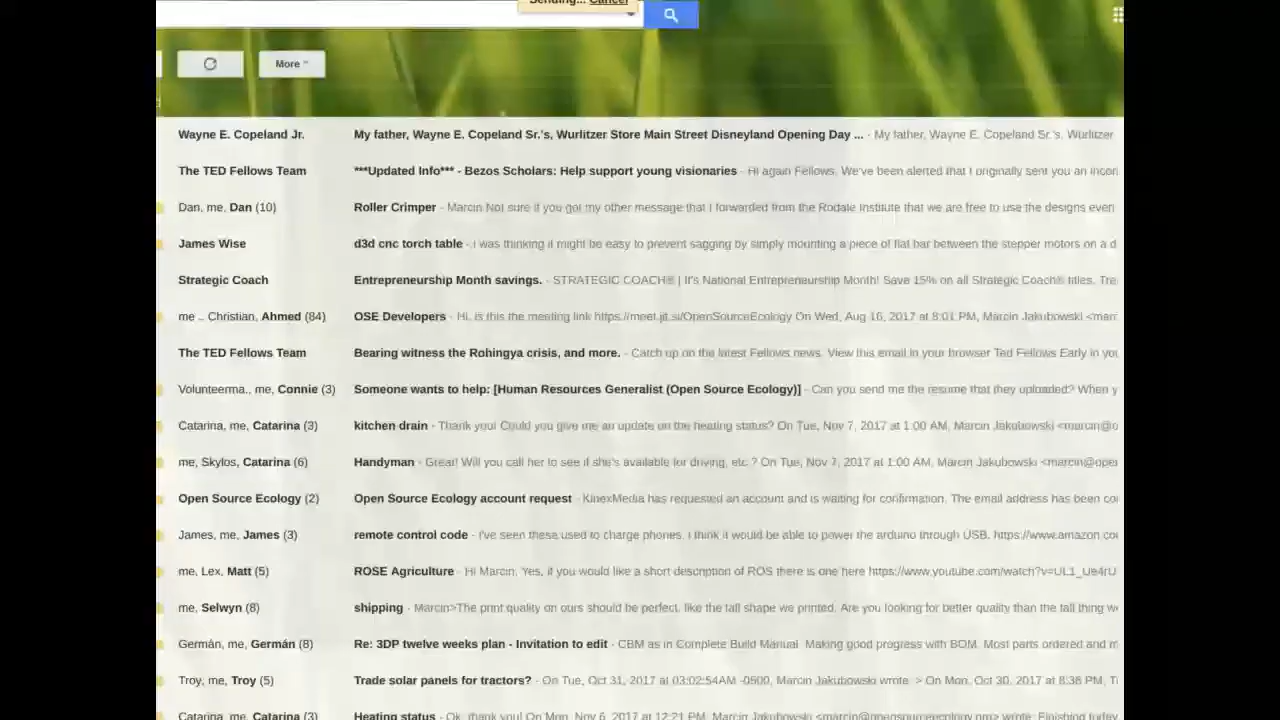 Sending... Cancel
More
Wayne E. Copeland Jr. My father, Wayne E. Copeland Sr.'s, Wurlitzer Store Main Street Disneyland Opening Day ... - My father, Wayne E. Copeland Sr.'s, Wurlitzer
The TED Fellows Team ***Updated Info*** - Bezos Scholars: Help support young visionaries - Hi again Fellows, We've been alerted that I originally sent you an incorr
Dan, me, Dan (10) Roller Crimper - Marcin Not sure if you got my other message that I forwarded from the Rodale Institute that we are free to use the designs even
James Wise d3d cnc torch table - i was thinking it might be easy to prevent sagging by simply mounting a piece of flat bar between the stepper motors on a d
Strategic Coach Entrepreneurship Month savings. - STRATEGIC COACH® | It's National Entrepreneurship Month! Save 15% on all Strategic Coach® titles. Tra
me .. Christian, Ahmed (84) OSE Developers - Hi, is this the meeting link https://meet.jit.si/OpenSourceEcology On Wed, Aug 16, 2017 at 8:01 PM, Marcin Jakubowski <mar
The TED Fellows Team Bearing witness the Rohingya crisis, and more. - Catch up on the latest Fellows news. View this email in your browser Ted Fellows Early in you
Volunteerma., me, Connie (3) Someone wants to help: [Human Resources Generalist (Open Source Ecology)] - Can you send me the resume that they uploaded? When y
Catarina, me, Catarina (3) kitchen drain - Thank you! Could you give me an update on the heating status? On Tue, Nov 7, 2017 at 1:00 AM, Marcin Jakubowski <marcin@o
me, Skylos, Catarina (6) Handyman - Great! Will you call her to see if she's available for driving, etc.? On Tue, Nov 7, 2017 at 1:00 AM, Marcin Jakubowski <marcin@oper
Open Source Ecology (2) Open Source Ecology account request - KinexMedia has requested an account and is waiting for confirmation. The email address has been co
James, me, James (3) remote control code - I've seen these used to charge phones, i think it would be able to power the arduino through USB. https://www.amazon.co
me, Lex, Matt (5) ROSE Agriculture - Hi Marcin, Yes, if you would like a short description of ROS there is one here
shipping me, Selwyn (8) - Marcin>The print quality on ours should be perfect, like the tall shape we printed. Are you looking for better quality than the tall thing w
Germán, me, Germán (8) Re: 3DP twelve weeks plan - Invitation to edit - CBM as in Complete Build Manual. Making good progress with BOM. Most parts ordered and m
Troy, me, Troy (5) Trade solar panels for tractors? - On Tue, Oct 31, 2017 at 03:02:54AM -0500, Marcin Jakubowski wrote: > On Mon, Oct 30, 2017 at 8:38 PM, T
Catarina, me, Catarina (3) Heating status - Ok, thank you! On Mon, Nov 6, 2017 at 12:21 PM, Marcin Jakubowski <marcin@opensourceecology.org> wrote: Finishing today